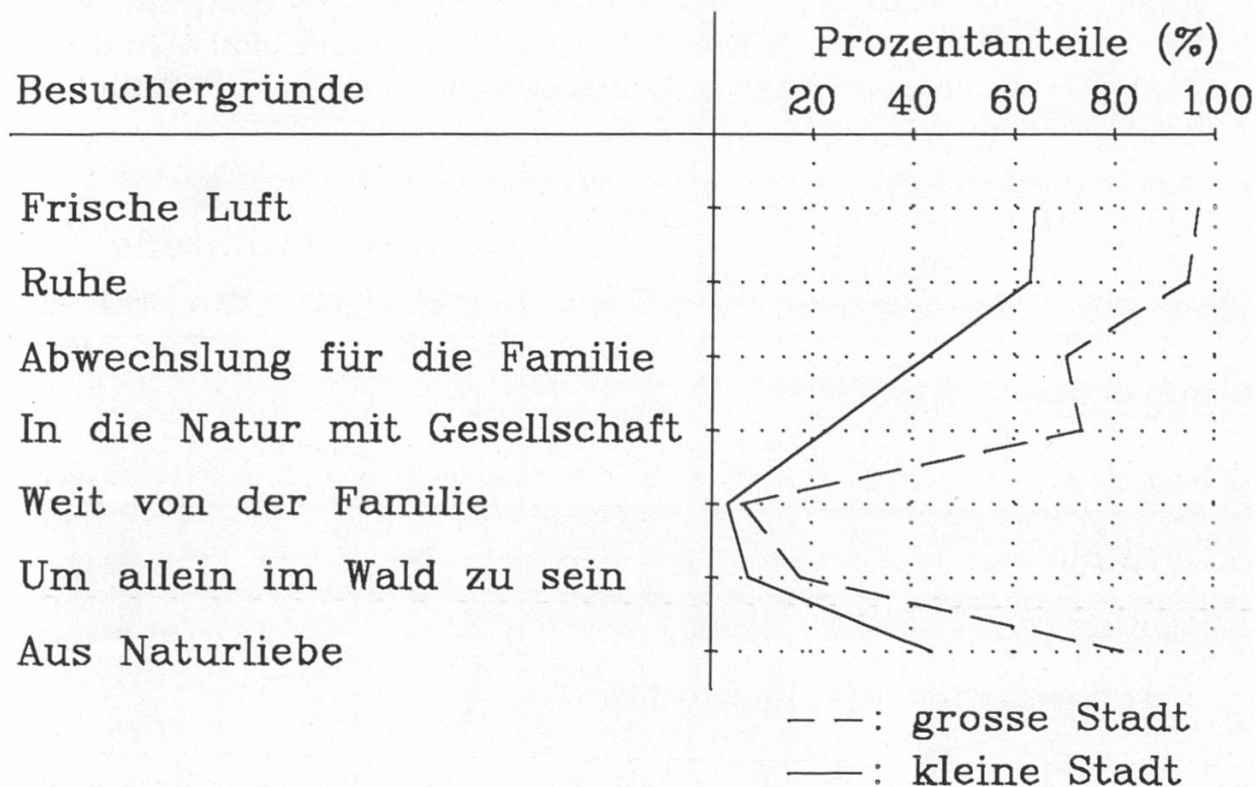 Prozentanteile (%)
Besuchergründe
20 40 60 80 100
Frische Luft
Ruhe
Abwechslung für die Familie
In die Natur mit Gesellschaft
Weit von der Familie
Um allein im Wald zu sein
Aus Naturliebe
— —: grosse Stadt
——: kleine Stadt